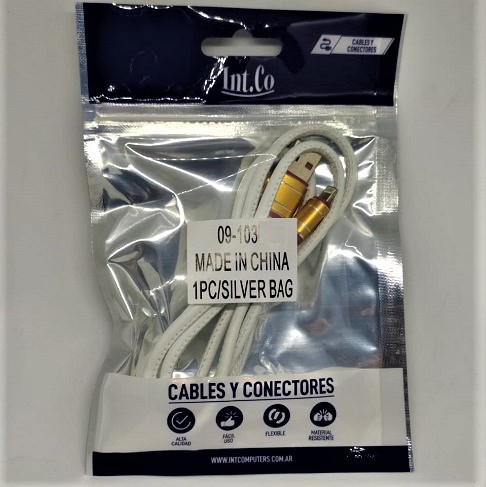 CABLES Y
CONECTORES
Int.Co
09-103
MADE IN CHINA
1PC/SILVER BAG
CABLES Y CONECTORES
ALTA
CALIDAD
FÁCIL
USO
FLEXIBLE
MATERIAL
RESISTENTE
WWW.INTCOMPUTERS.COM.AR